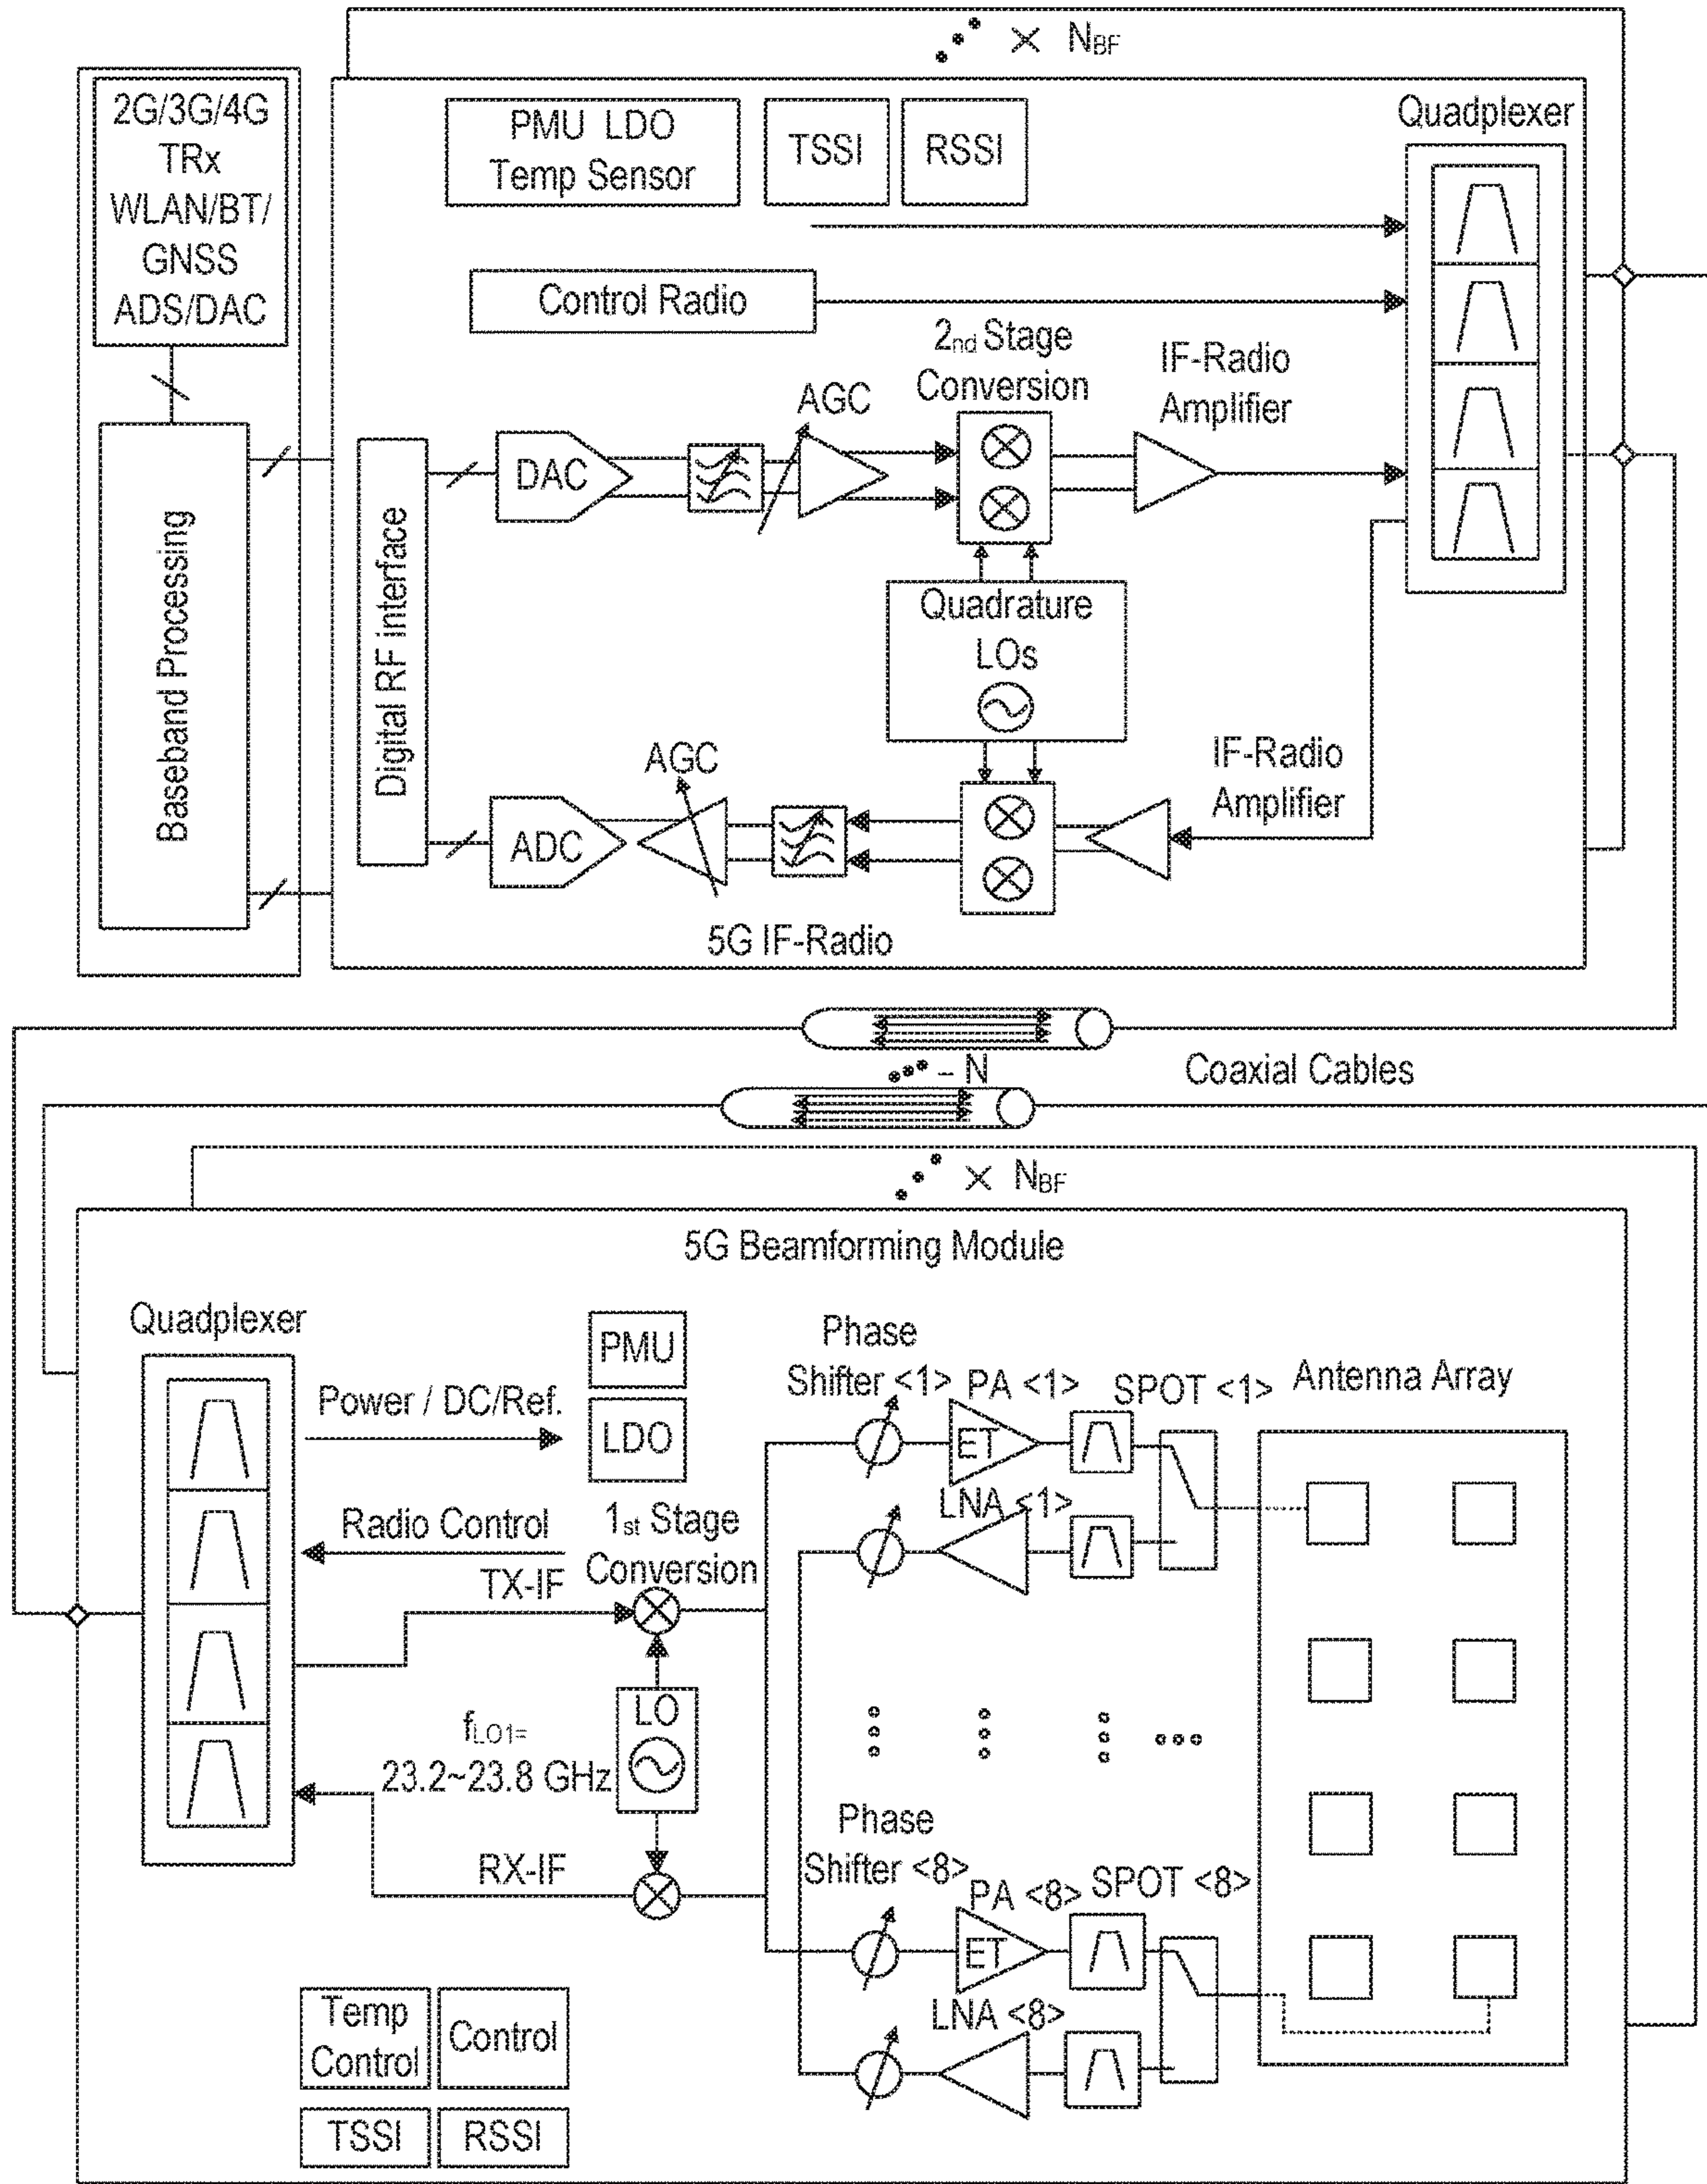 × NBF
2G/3G/4G
TRx
WLAN/BT/
GNSS
ADS/DAC
Baseband Processing
PMU LDO
Temp Sensor
TSSI
RSSI
Quadplexer
Control Radio
2nd Stage
Conversion
IF-Radio
Amplifier
AGC
DAC
Digital RF interface
Quadrature
LOs
AGC
IF-Radio
Amplifier
ADC
5G IF-Radio
– N
Coaxial Cables
× NBF
5G Beamforming Module
Quadplexer
Power / DC/Ref.
PMU
LDO
Radio Control
1st Stage
Conversion
TX-IF
LO
fLO1=
23.2~23.8 GHz
RX-IF
Phase
Shifter <1>
PA <1>
SPOT <1>
Antenna Array
ET
LNA <1>
Phase
Shifter <8>
PA <8>
SPOT <8>
ET
LNA <8>
Temp
Control
Control
TSSI
RSSI